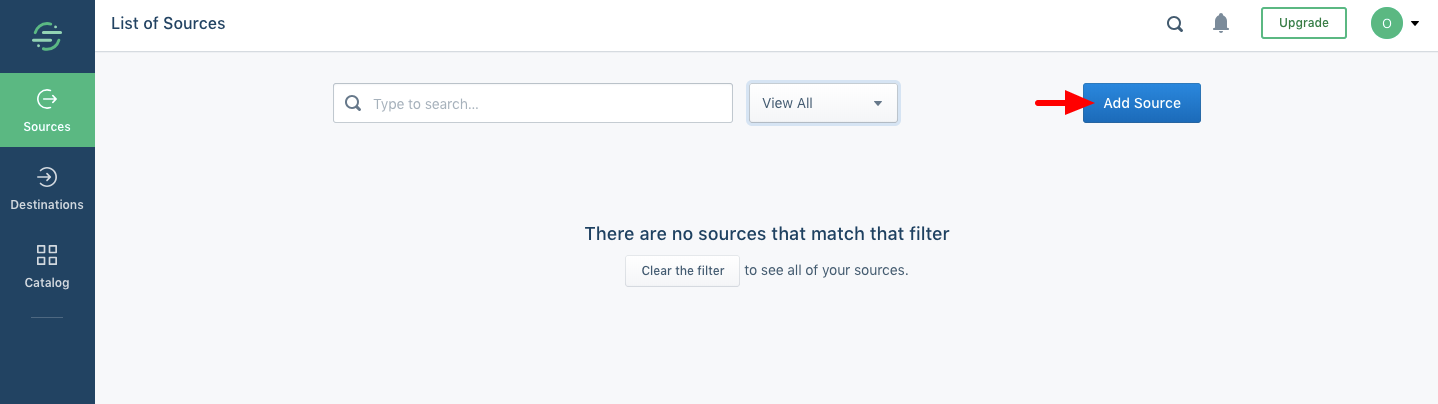 List of Sources
Upgrade
O
Sources
Type to search...
View All
Add Source
Destinations
There are no sources that match that filter
Clear the filter to see all of your sources.
Catalog